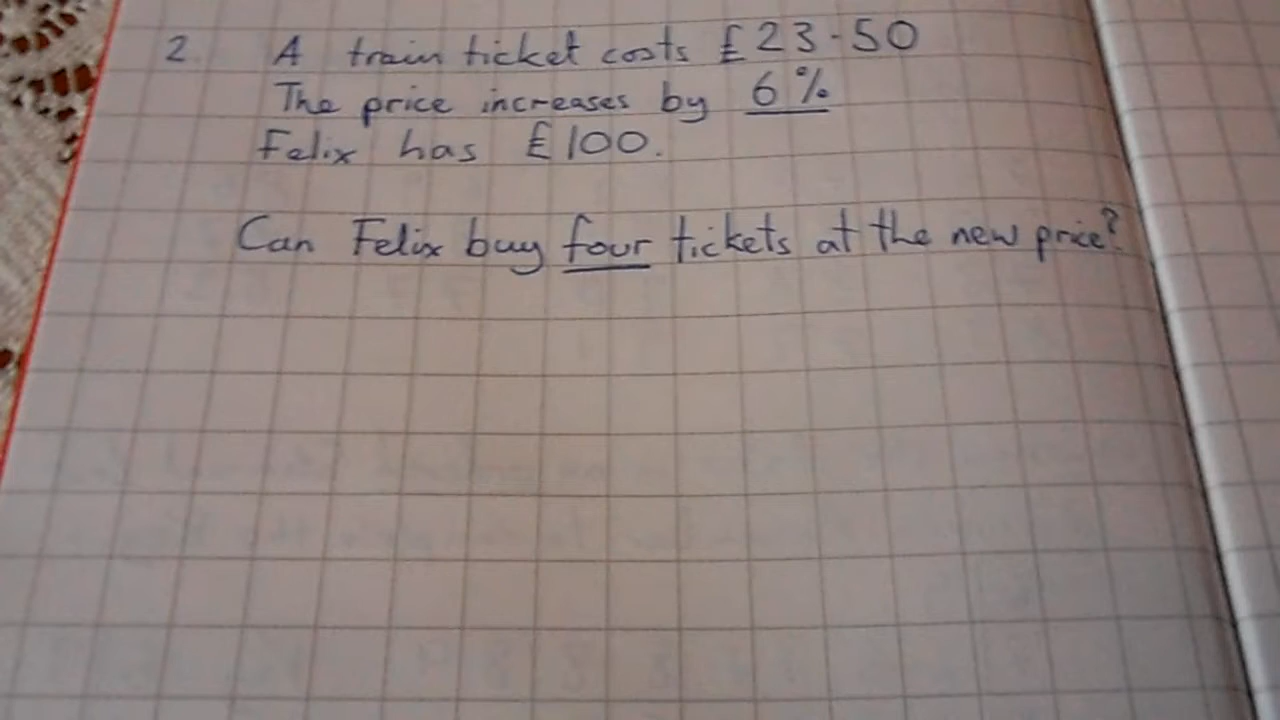 2. A train ticket costs £23·50
The price increases by 6%
Felix has £100.
Can Felix buy four tickets at the new price?